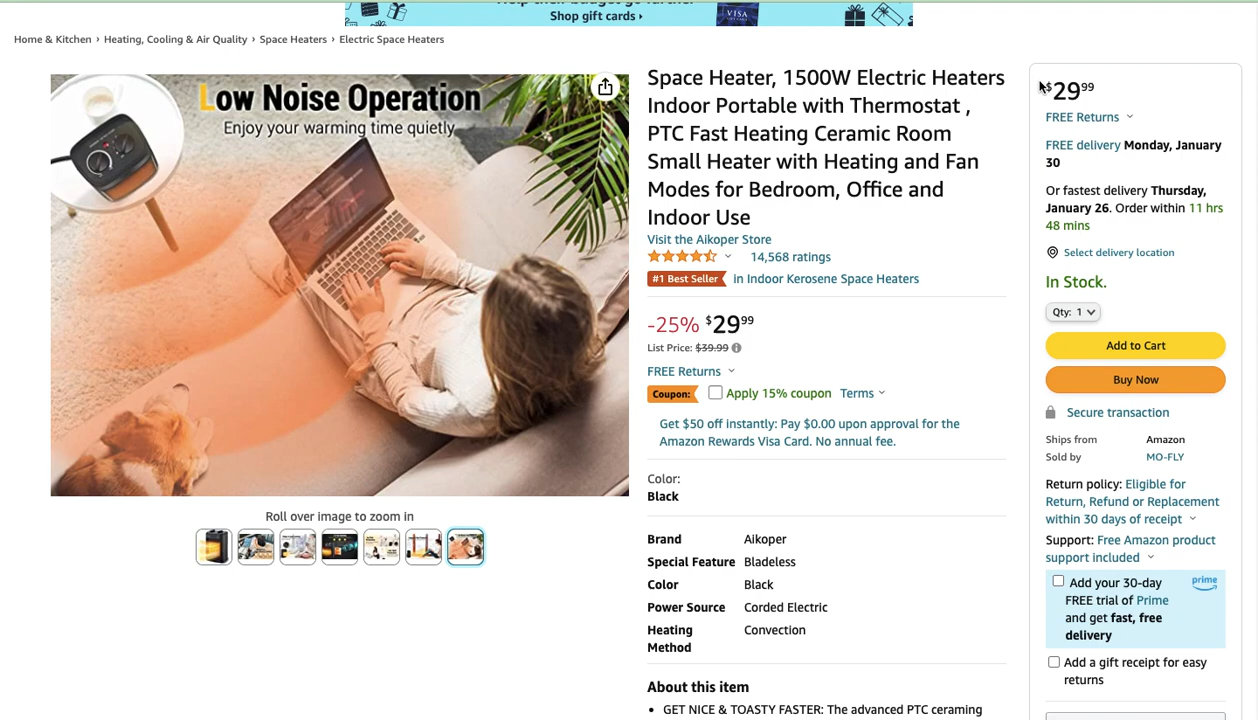 Help their budget go further
Shop gift cards ›
VISA
Home & Kitchen › Heating, Cooling & Air Quality › Space Heaters › Electric Space Heaters
Low Noise Operation
Enjoy your warming time quietly
Roll over image to zoom in
Space Heater, 1500W Electric Heaters
Indoor Portable with Thermostat ,
PTC Fast Heating Ceramic Room
Small Heater with Heating and Fan
Modes for Bedroom, Office and
Indoor Use
Visit the Aikoper Store
14,568 ratings
#1 Best Seller in Indoor Kerosene Space Heaters
-25% $29 99
List Price: $39.99
FREE Returns
Coupon: Apply 15% coupon Terms
Get $50 off instantly: Pay $0.00 upon approval for the
Amazon Rewards Visa Card. No annual fee.
Color:
Black
Brand Aikoper
Special Feature Bladeless
Color Black
Power Source Corded Electric
Heating Convection
Method
About this item
• GET NICE & TOASTY FASTER: The advanced PTC ceraming
$29 99
FREE Returns
FREE delivery Monday, January
30
Or fastest delivery Thursday,
January 26. Order within 11 hrs
48 mins
Select delivery location
In Stock.
Qty: 1
Add to Cart
Buy Now
Secure transaction
Ships from Amazon
Sold by MO-FLY
Return policy: Eligible for
Return, Refund or Replacement
within 30 days of receipt
Support: Free Amazon product
support included
Add your 30-day prime
FREE trial of Prime
and get fast, free
delivery
Add a gift receipt for easy
returns